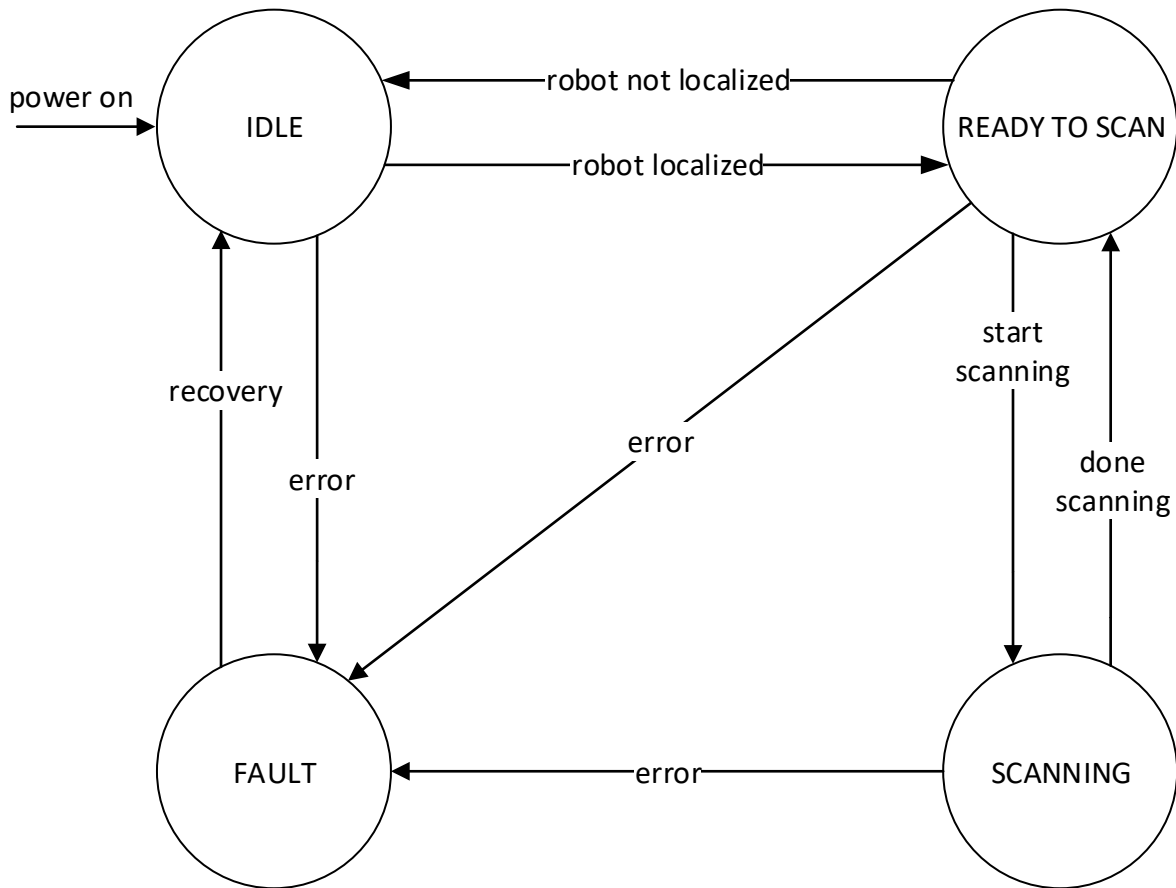 robot not localized
power on
IDLE
READY TO SCAN
robot localized
start
scanning
recovery
error
error
done
scanning
FAULT
error
SCANNING